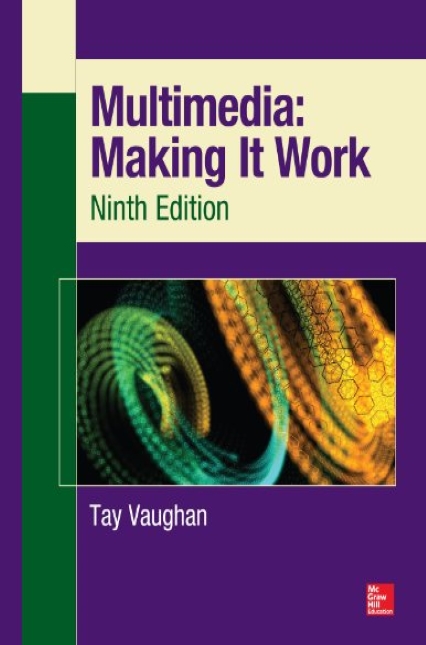 Multimedia:
Making It Work
Ninth Edition
Tay Vaughan
Mc
Graw
Hill
Education